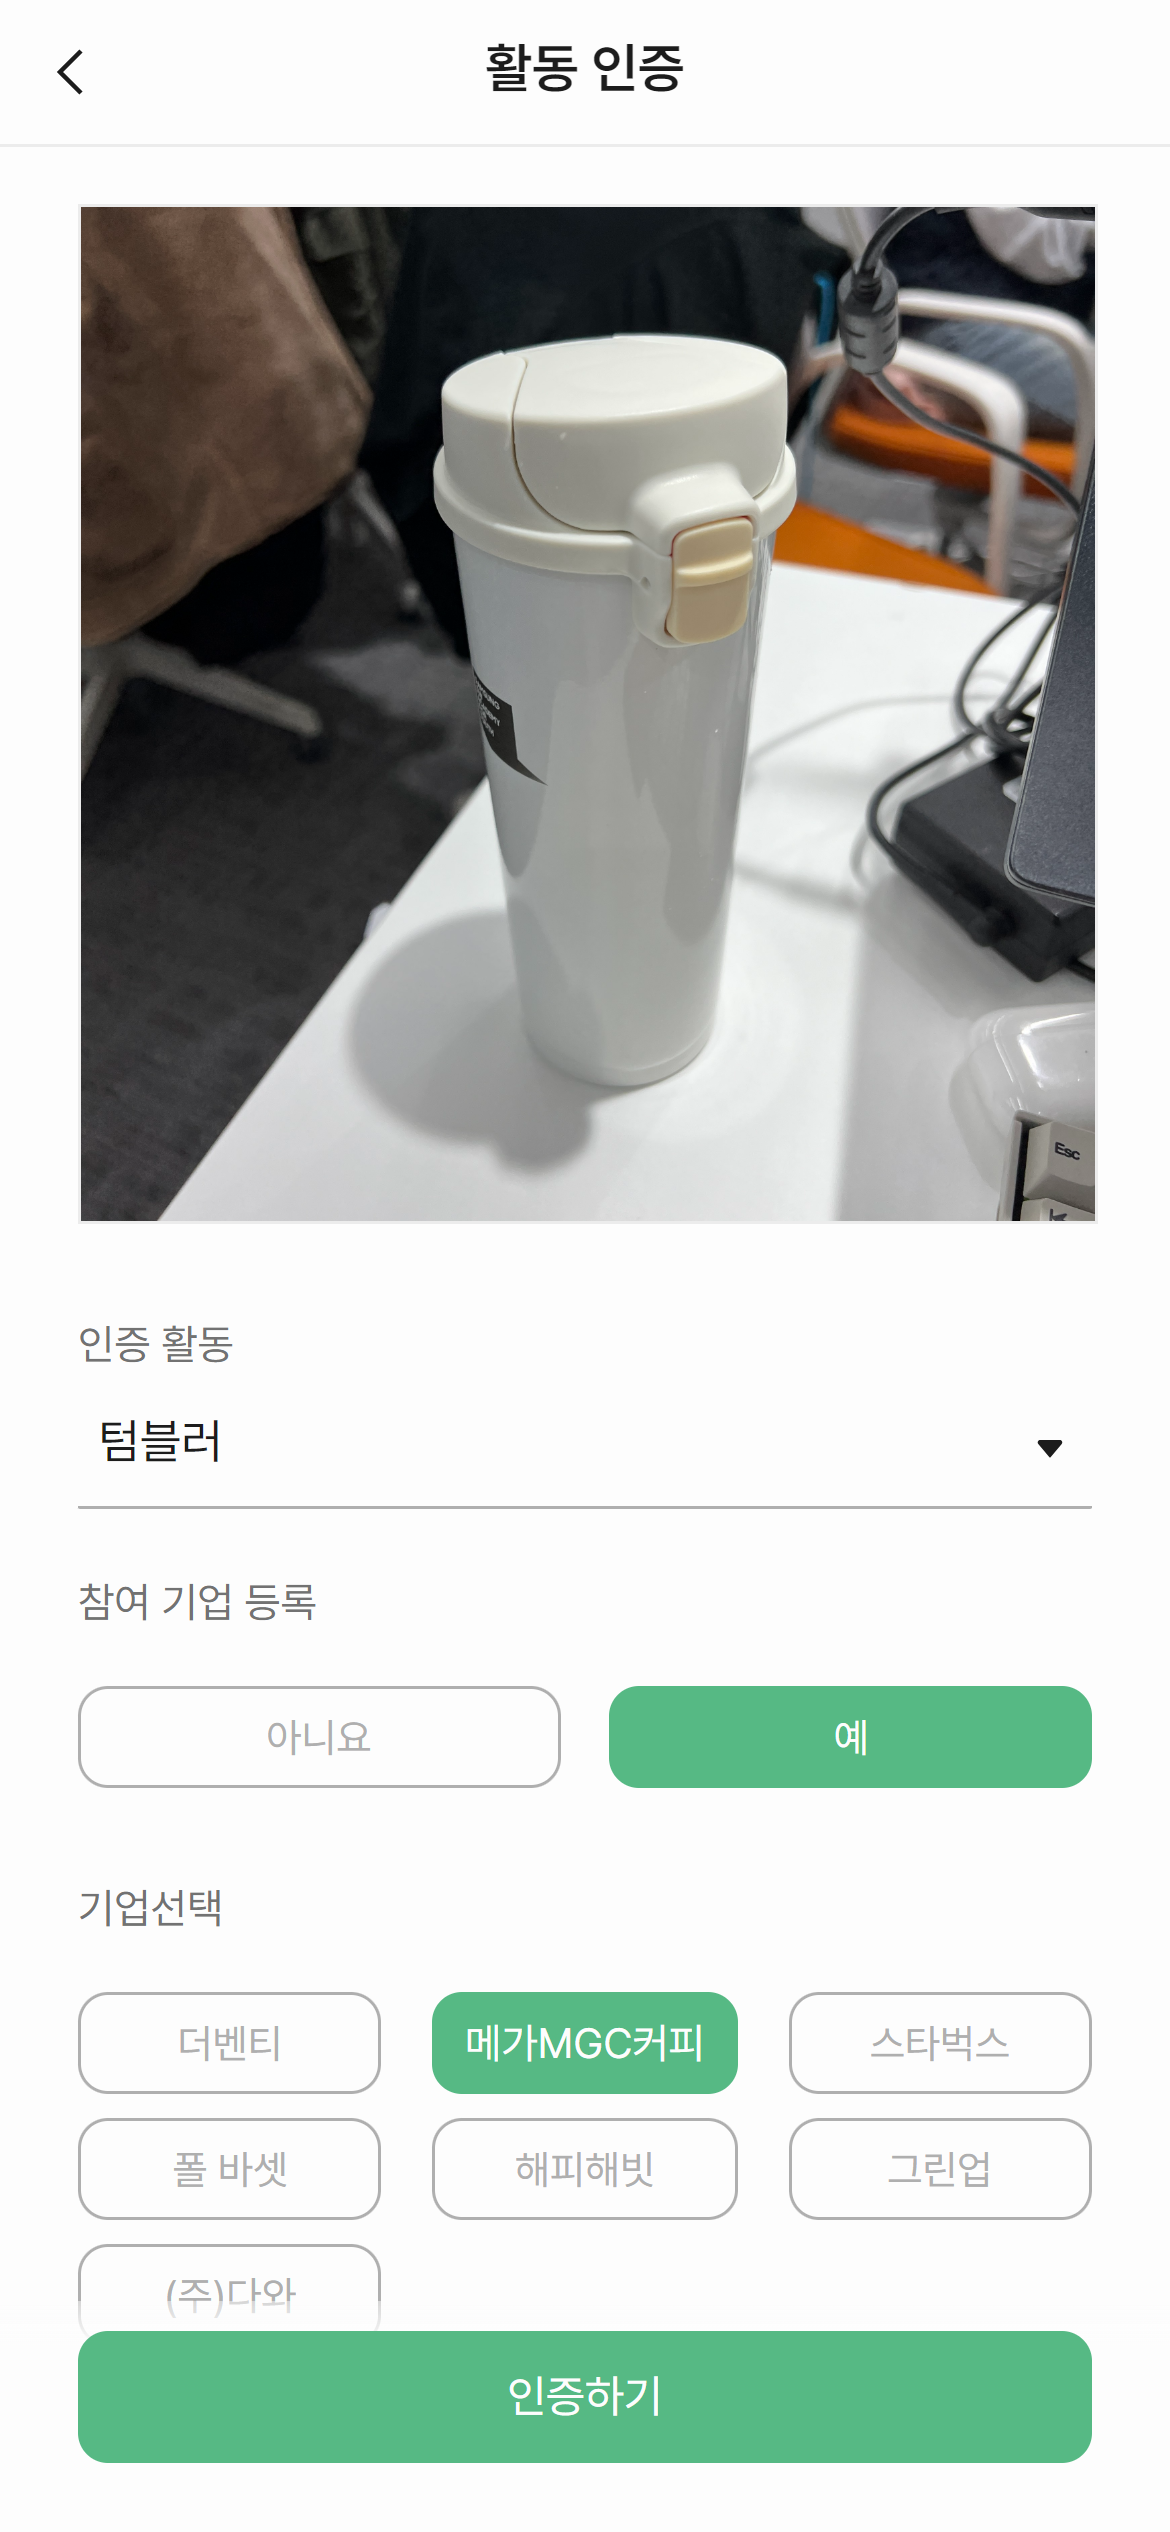 활동 인증
Esc
인증 활동
텀블러
참여 기업 등록
아니요
예
기업선택
더벤티
메가MGC커피
스타벅스
폴 바셋
해피해빗
그린업
(주)다와
인증하기